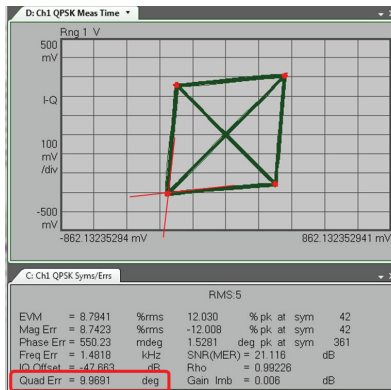 D: Ch1 QPSK Meas Time
Rng 1 V
500
mV
I-Q
100
mV
/div
-500
mV
-862.13235294 mV 862.1323541 mV
C: Ch1 QPSK Syms/Errs
RMS:5
EVM = 8.7941 %rms 12.030 % pk at sym 42
Mag Err = 8.7423 %rms -12.008 % pk at sym 42
Phase Err = 550.23 mdeg 1.5281 deg pk at sym 361
Freq Err = 1.4818 kHz SNR(MER) = 21.116 dB
IQ Offset = -47.663 dB Rho = 0.99226
Quad Err = 9.9691 deg Gain Imb = 0.006 dB